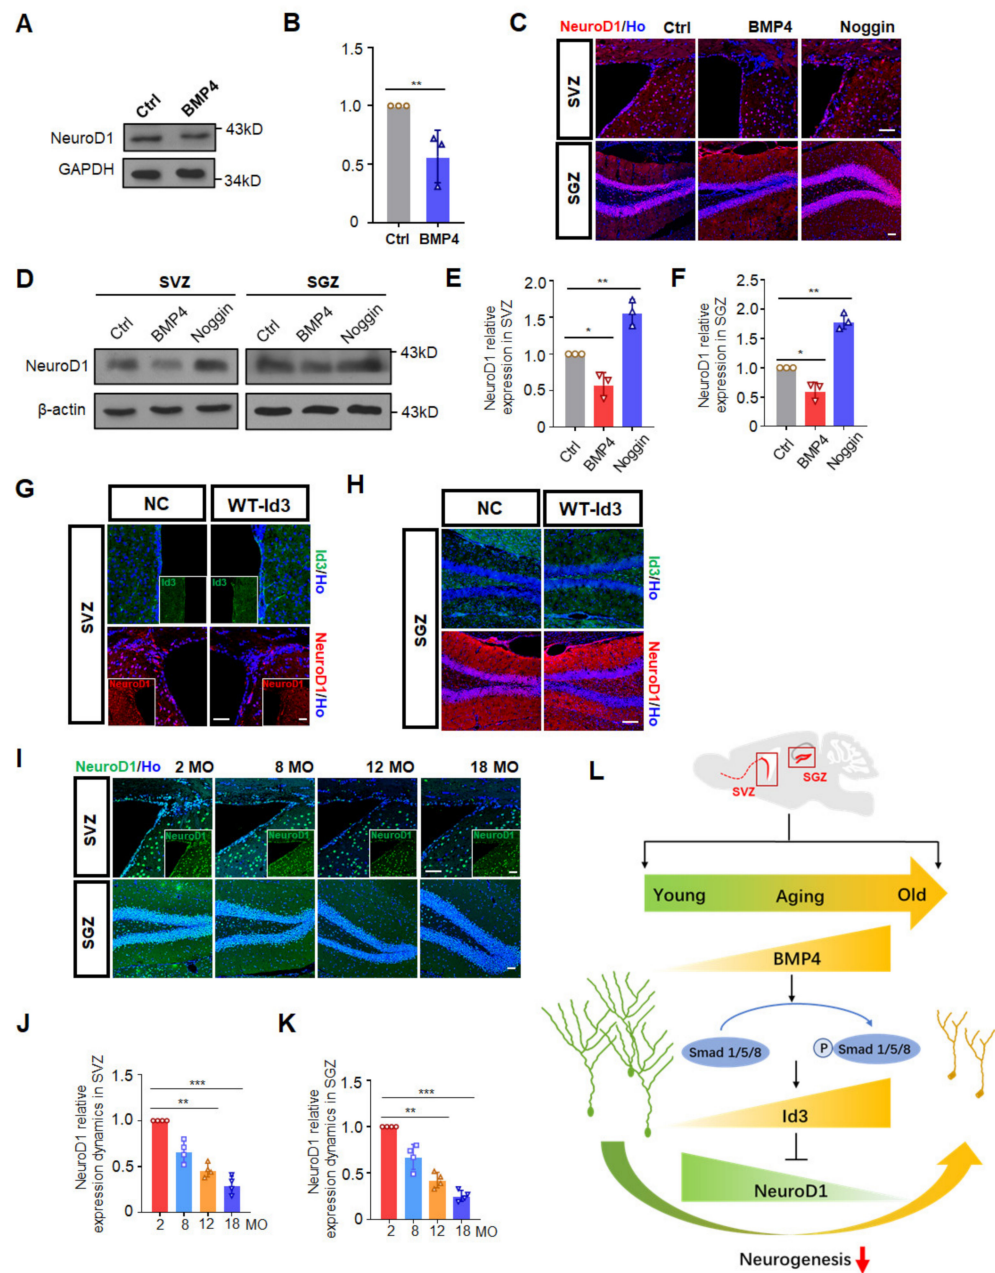 A
Ctrl
BMP4
NeuroD1
43kD
GAPDH
34kD
B
1.5
1.0
0.5
0
**
Ctrl BMP4
C
NeuroD1/Ho Ctrl BMP4 Noggin
SVZ
SGZ
D
SVZ SGZ
Ctrl BMP4 Noggin Ctrl BMP4 Noggin
NeuroD1
43kD
β-actin
43kD
E
NeuroD1 relative
expression in SVZ
2.0
1.5
1.0
0.5
0
**
*
Ctrl BMP4 Noggin
F
NeuroD1 relative
expression in SGZ
2.5
2.0
1.5
1.0
0.5
0
**
*
Ctrl BMP4 Noggin
G
NC WT-Id3
SVZ
Id3 Id3
Id3/Ho
NeuroD1 NeuroD1
NeuroD1/Ho
H
NC WT-Id3
SGZ
Id3/Ho
NeuroD1/Ho
I
NeuroD1/Ho 2 MO 8 MO 12 MO 18 MO
SVZ
NeuroD1 NeuroD1 NeuroD1 NeuroD1
SGZ
J
NeuroD1 relative
expression dynamics in SVZ
1.5
1.0
0.5
0
***
**
2 8 12 18 MO
K
NeuroD1 relative
expression dynamics in SGZ
1.5
1.0
0.5
0
***
**
2 8 12 18 MO
L
SVZ
SGZ
Young Aging Old
BMP4
Smad 1/5/8 P Smad 1/5/8
Id3
NeuroD1
Neurogenesis